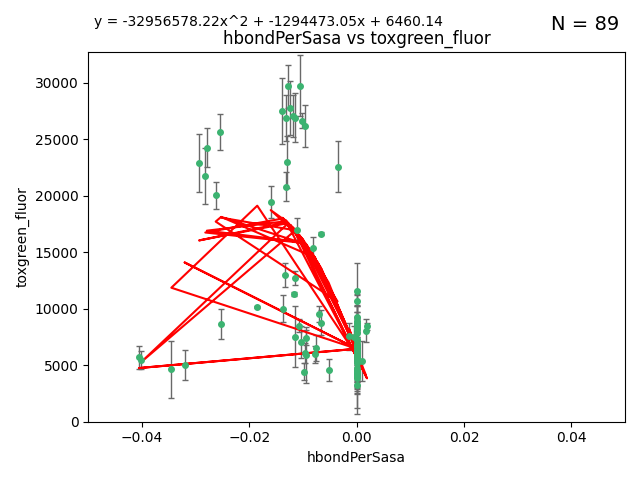 y = -32956578.22x^2 + -1294473.05x + 6460.14
N = 89
hbondPerSasa vs toxgreen_fluor
30000
25000
20000
15000
10000
5000
0
toxgreen_fluor
−0.04
−0.02
0.00
0.02
0.04
hbondPerSasa